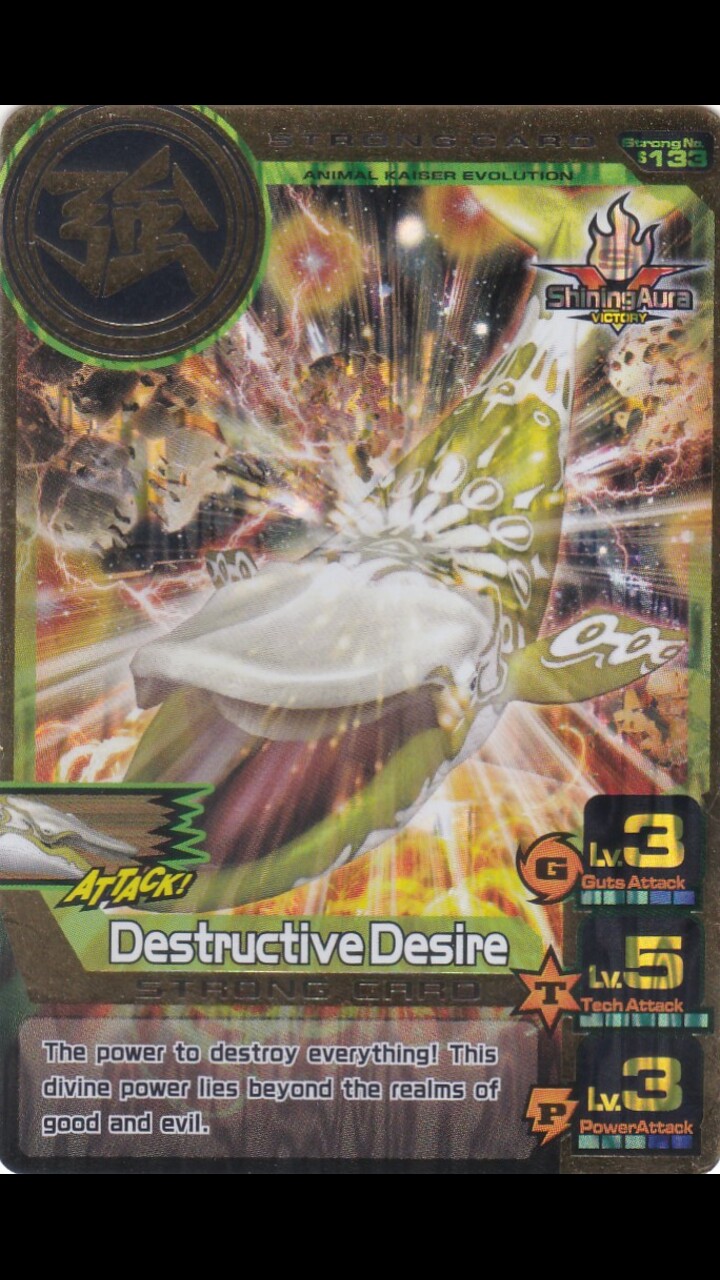 強
STRONG CARD
Strong No.
S133
ANIMAL KAISER EVOLUTION
S
Shining Aura
VICTORY
ATTACK!
Destructive Desire
STRONG CARD
G
Lv.3
Guts Attack
T
Lv.5
Tech Attack
P
Lv.3
Power Attack
The power to destroy everything! This
divine power lies beyond the realms of
good and evil.